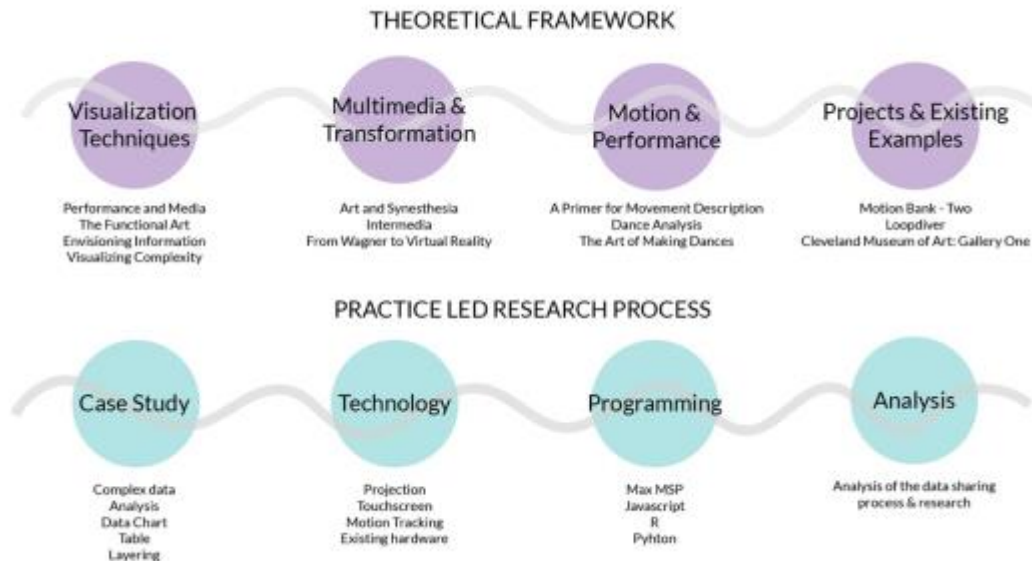 THEORETICAL FRAMEWORK
Visualization
Techniques
Multimedia &
Transformation
Motion &
Performance
Projects & Existing
Examples
Performance and Media
The Functional Art
Envisioning Information
Visualizing Complexity
Art and Synesthesia
Intermedia
From Wagner to Virtual Reality
A Primer for Movement Description
Dance Analysis
The Art of Making Dances
Motion Bank - Two
Loopdiver
Cleveland Museum of Art: Gallery One
PRACTICE LED RESEARCH PROCESS
Case Study
Technology
Programming
Analysis
Complex data
Analysis
Data Chart
Table
Layering
Projection
Touchscreen
Motion Tracking
Existing hardware
Max MSP
Javascript
R
Pyhton
Analysis of the data sharing
process & research